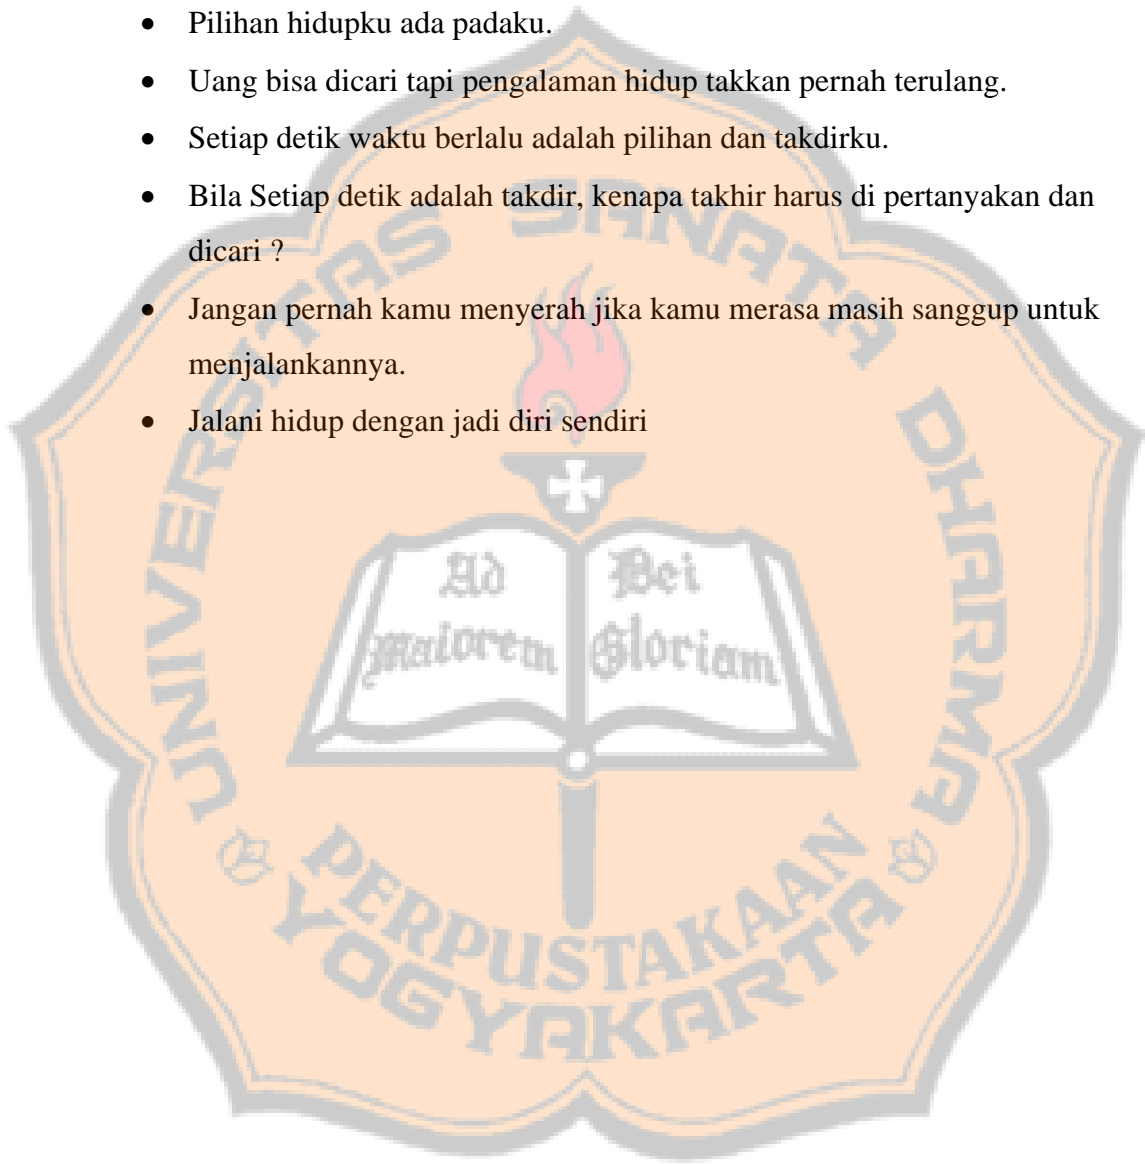 • Pilihan hidupku ada padaku.
• Uang bisa dicari tapi pengalaman hidup takkan pernah terulang.
• Setiap detik waktu berlalu adalah pilihan dan takdirku.
• Bila Setiap detik adalah takdir, kenapa takhir harus di pertanyakan dan
dicari ?
• Jangan pernah kamu menyerah jika kamu merasa masih sanggup untuk
menjalankannya.
• Jalani hidup dengan jadi diri sendiri
UNIVERSITAS SANATA DHARMA
Ad Dei
maiorem Gloriam
PERPUSTAKAAN
YOGYAKARTA